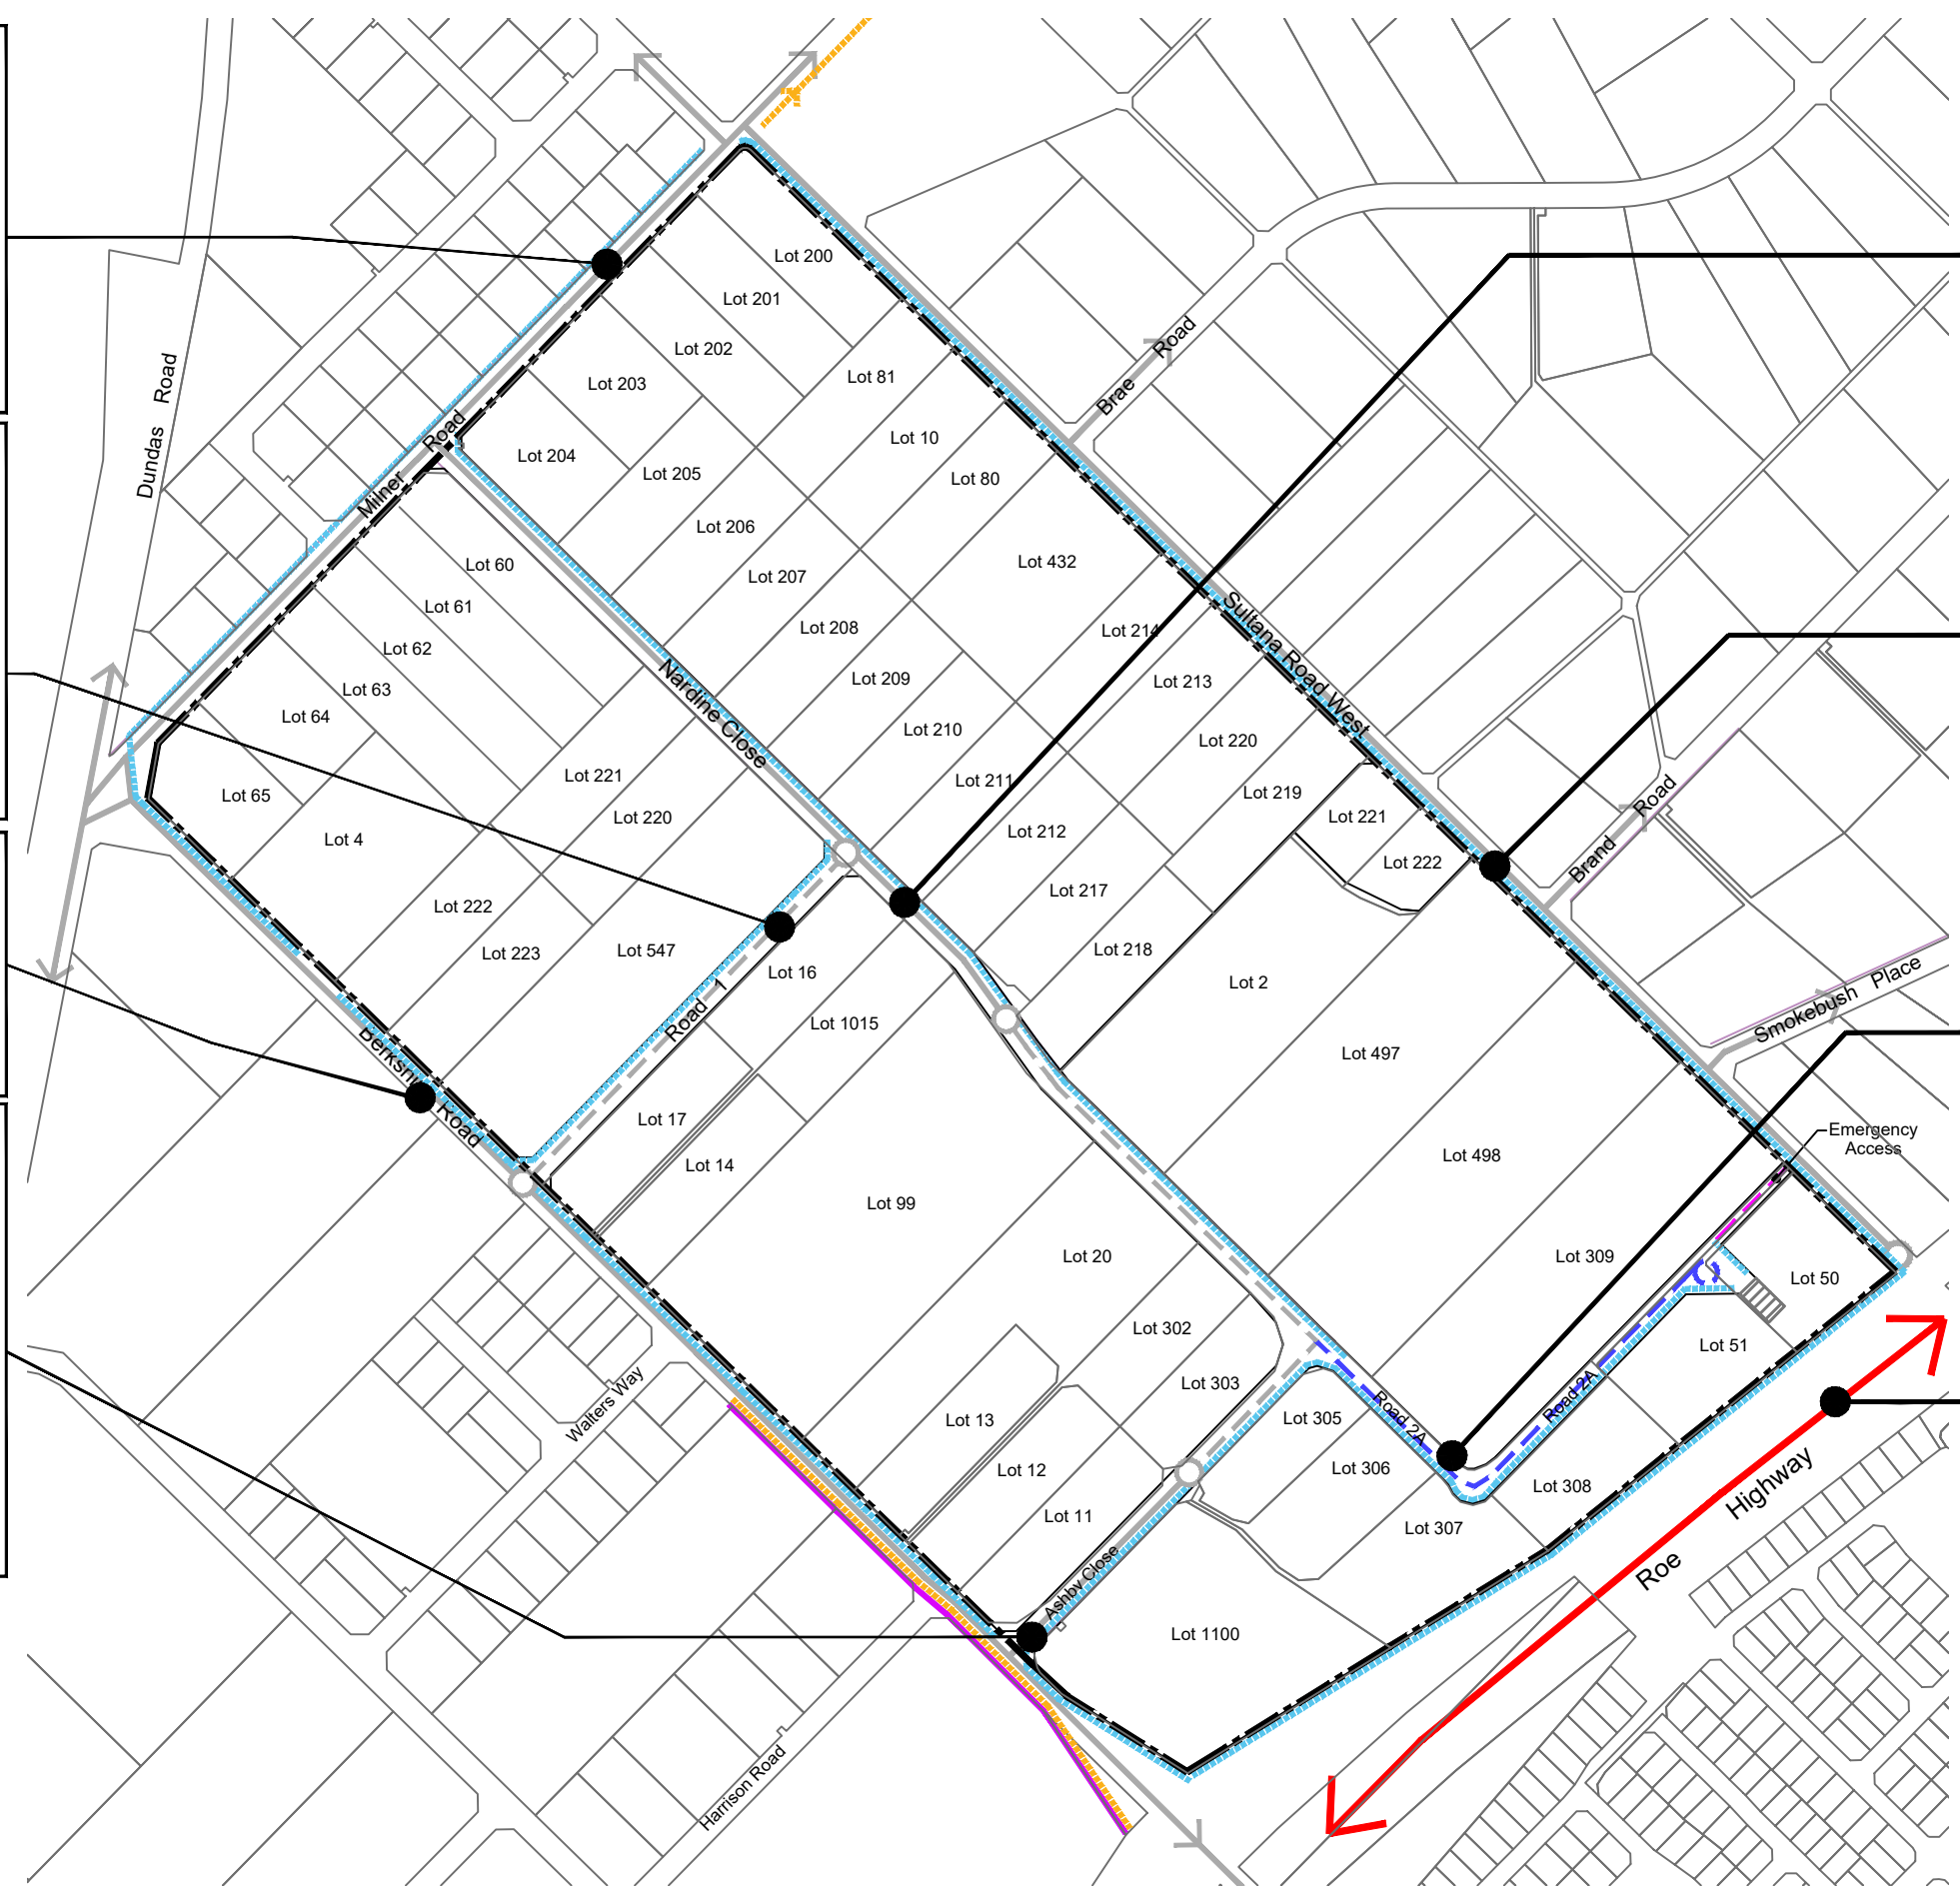 Lot 200
Lot 201
Lot 202
Lot 203
Lot 81
Lot 204
Lot 10
Lot 205
Lot 80
Lot 206
Lot 207
Lot 432
Lot 60
Lot 61
Lot 62
Lot 63
Lot 64
Lot 65
Lot 4
Lot 208
Lot 214
Lot 209
Lot 213
Lot 210
Lot 220
Lot 211
Lot 219
Lot 212
Lot 221
Lot 222
Lot 221
Lot 220
Lot 217
Lot 222
Lot 223
Lot 547
Lot 218
Lot 16
Lot 2
Lot 1015
Lot 497
Lot 17
Lot 14
Lot 498
Lot 99
Lot 20
Lot 309
Lot 50
Lot 302
Lot 51
Lot 303
Lot 13
Lot 305
Lot 12
Lot 306
Lot 308
Lot 11
Lot 307
Lot 1100
Dundas Road
Milner Road
Brae Road
Sultana Road West
Nardine Close
Brand Road
Smokebush Place
Road 1
Road
Emergency
Access
Road 2A
Road 2A
Walters Way
Ashby Close
Harrison Road
Roe Highway